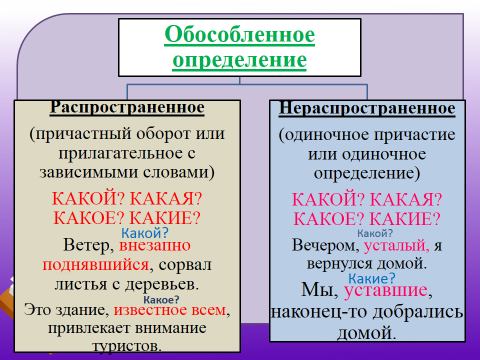 Обособленное
определение
Распространенное
(причастный оборот или
прилагательное с
зависимыми словами)
КАКОЙ? КАКАЯ?
КАКОЕ? КАКИЕ?
Какой?
Ветер, внезапно
поднявшийся, сорвал
листья с деревьев.
Какое?
Это здание, известное всем,
привлекает внимание
туристов.
Нераспространенное
(одиночное причастие
или одиночное
определение)
КАКОЙ? КАКАЯ?
КАКОЕ? КАКИЕ?
Какой?
Вечером, усталый, я
вернулся домой.
Какие?
Мы, уставшие,
наконец-то добрались
домой.